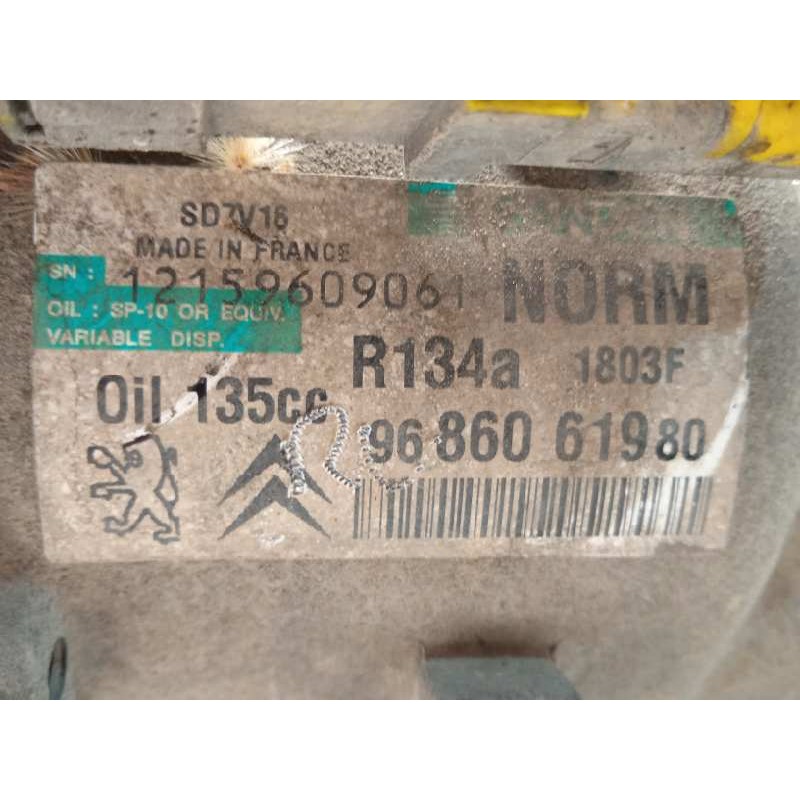 SD7V16
MADE IN FRANCE
SN : 12159609061 NORM
OIL : SP-10 OR EQUIV.
VARIABLE DISP.
R134a 1803F
Oil 135cc
96 860 619 80